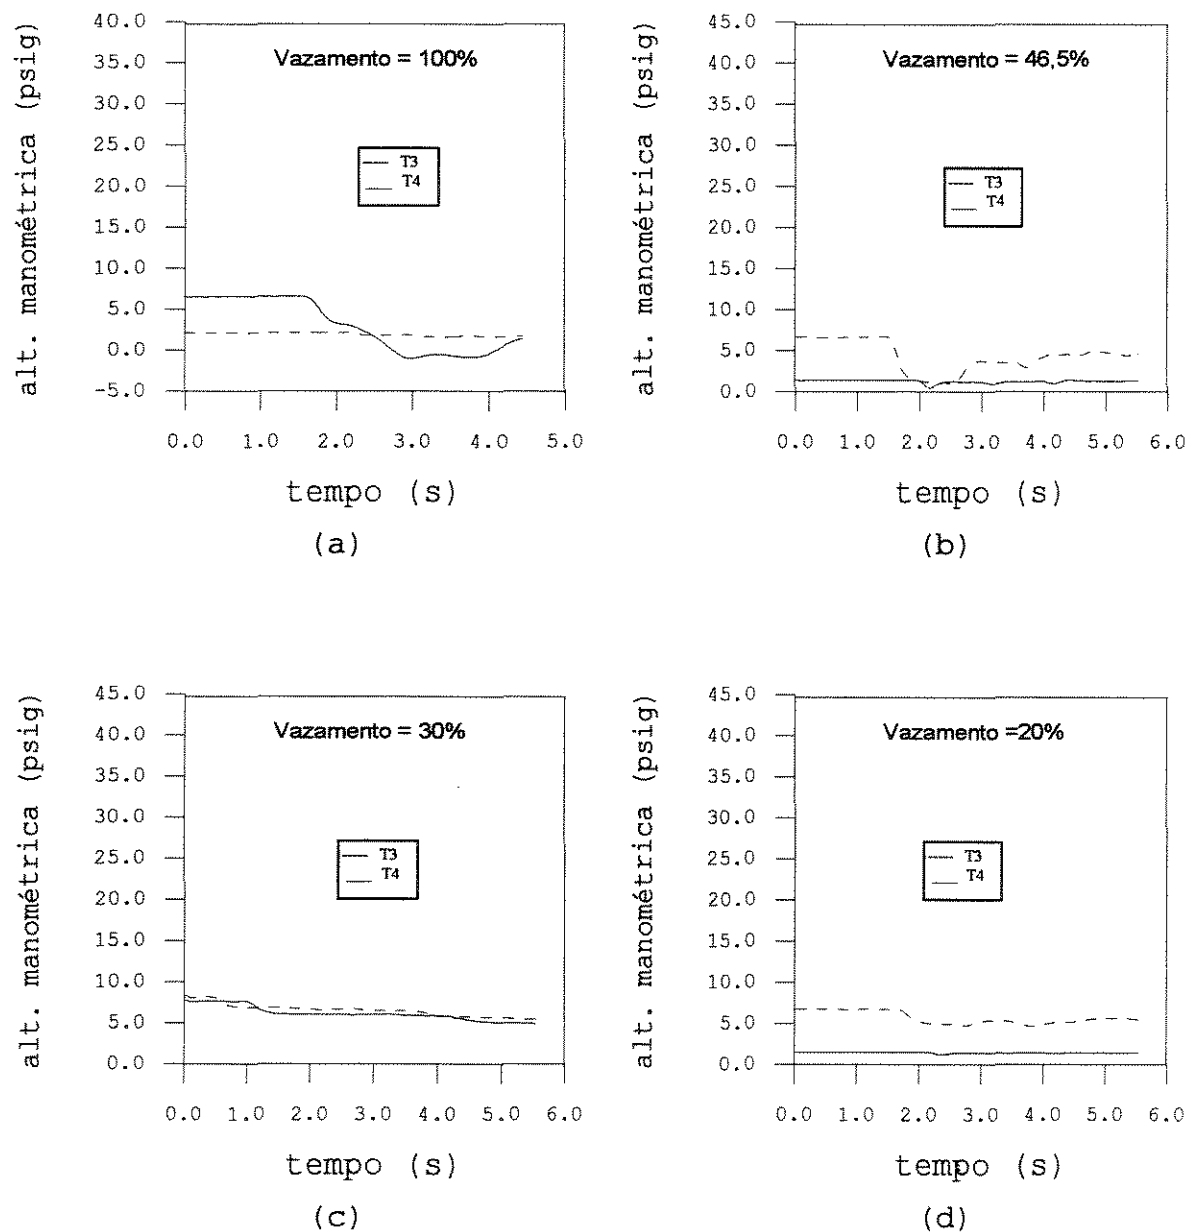 alt. manométrica (psig)
40.0
35.0
30.0
25.0
20.0
15.0
10.0
5.0
0.0
-5.0
Vazamento = 100%
T3
T4
0.0 1.0 2.0 3.0 4.0 5.0
tempo (s)
(a)
alt. manométrica (psig)
45.0
40.0
35.0
30.0
25.0
20.0
15.0
10.0
5.0
0.0
Vazamento = 46,5%
T3
T4
0.0 1.0 2.0 3.0 4.0 5.0 6.0
tempo (s)
(b)
alt. manométrica (psig)
45.0
40.0
35.0
30.0
25.0
20.0
15.0
10.0
5.0
0.0
Vazamento = 30%
T3
T4
0.0 1.0 2.0 3.0 4.0 5.0 6.0
tempo (s)
(c)
alt. manométrica (psig)
45.0
40.0
35.0
30.0
25.0
20.0
15.0
10.0
5.0
0.0
Vazamento =20%
T3
T4
0.0 1.0 2.0 3.0 4.0 5.0 6.0
tempo (s)
(d)